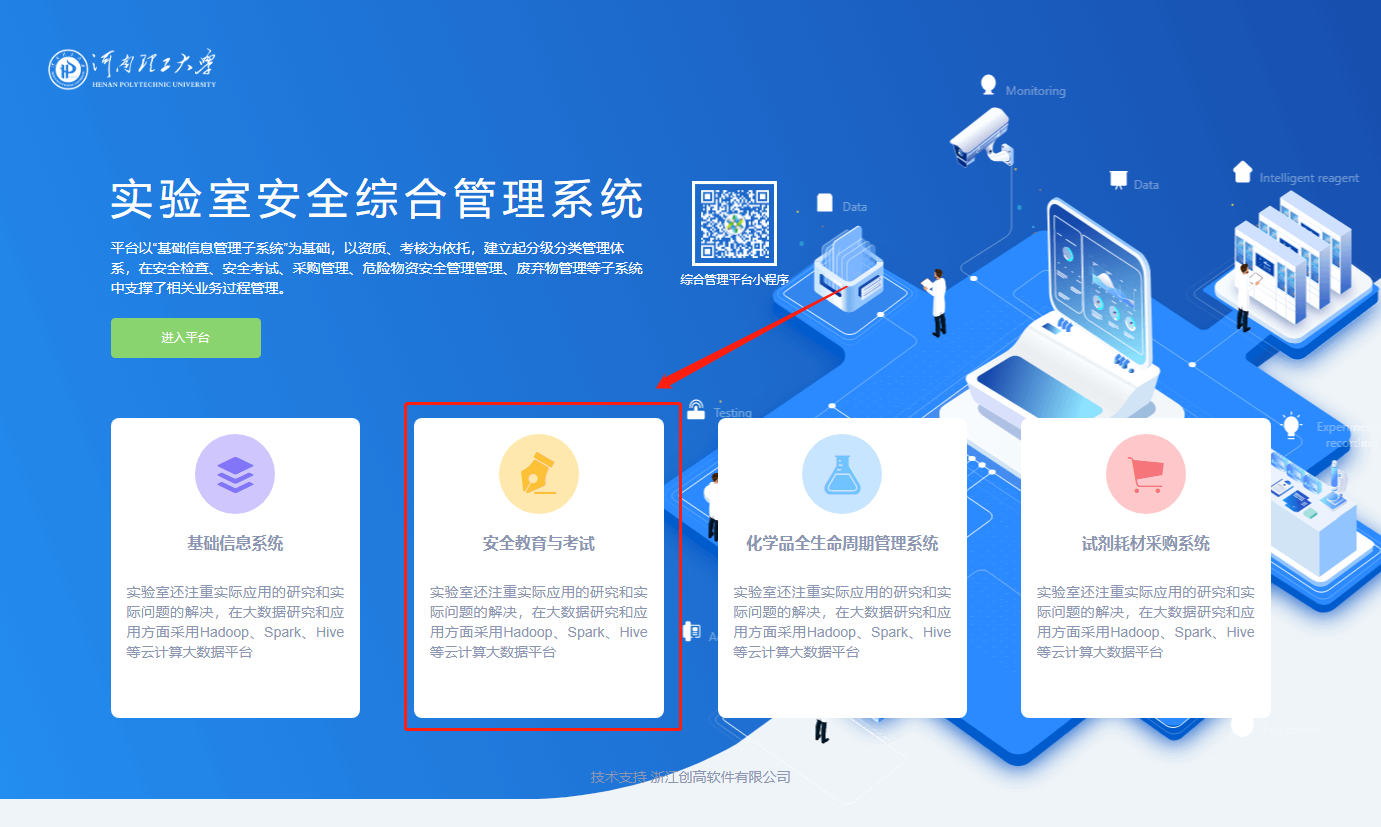 河南理工大学
HENAN POLYTECHNIC UNIVERSITY
Monitoring
Data
Intelligent reagent
实验室安全综合管理系统
Data
平台以“基础信息管理子系统”为基础，以资质、考核为依托，建立起分级分类管理体
系，在安全检查、安全考试、采购管理、危险物资安全管理管理、废弃物管理等子系统
中支撑了相关业务过程管理。
综合管理平台小程序
进入平台
Testing
基础信息系统
实验室还注重实际应用的研究和实
际问题的解决，在大数据研究和应
用方面采用Hadoop、Spark、Hive
等云计算大数据平台
安全教育与考试
实验室还注重实际应用的研究和实
际问题的解决，在大数据研究和应
用方面采用Hadoop、Spark、Hive
等云计算大数据平台
化学品全生命周期管理系统
实验室还注重实际应用的研究和实
际问题的解决，在大数据研究和应
用方面采用Hadoop、Spark、Hive
等云计算大数据平台
试剂耗材采购系统
实验室还注重实际应用的研究和实
际问题的解决，在大数据研究和应
用方面采用Hadoop、Spark、Hive
等云计算大数据平台
技术支持 浙江创高软件有限公司